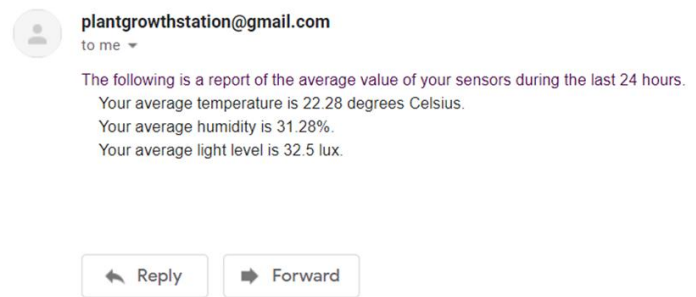 plantgrowthstation@gmail.com
to me
The following is a report of the average value of your sensors during the last 24 hours.
Your average temperature is 22.28 degrees Celsius.
Your average humidity is 31.28%.
Your average light level is 32.5 lux.
Reply
Forward